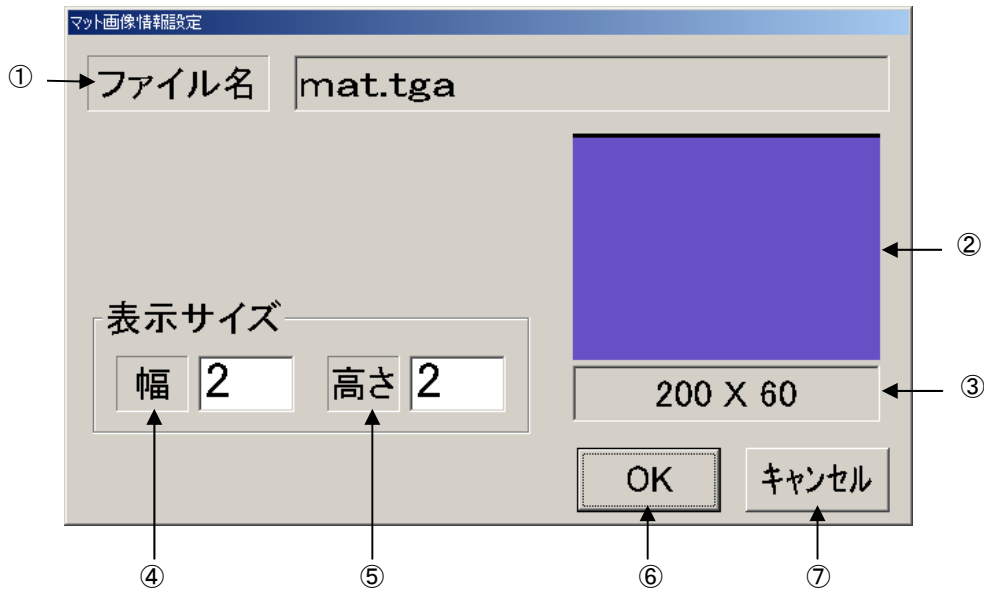 マット画像情報設定
① ファイル名 mat.tga
②
表示サイズ
幅 2 高さ 2
200 X 60 ③
OK キャンセル
④ ⑤ ⑥ ⑦